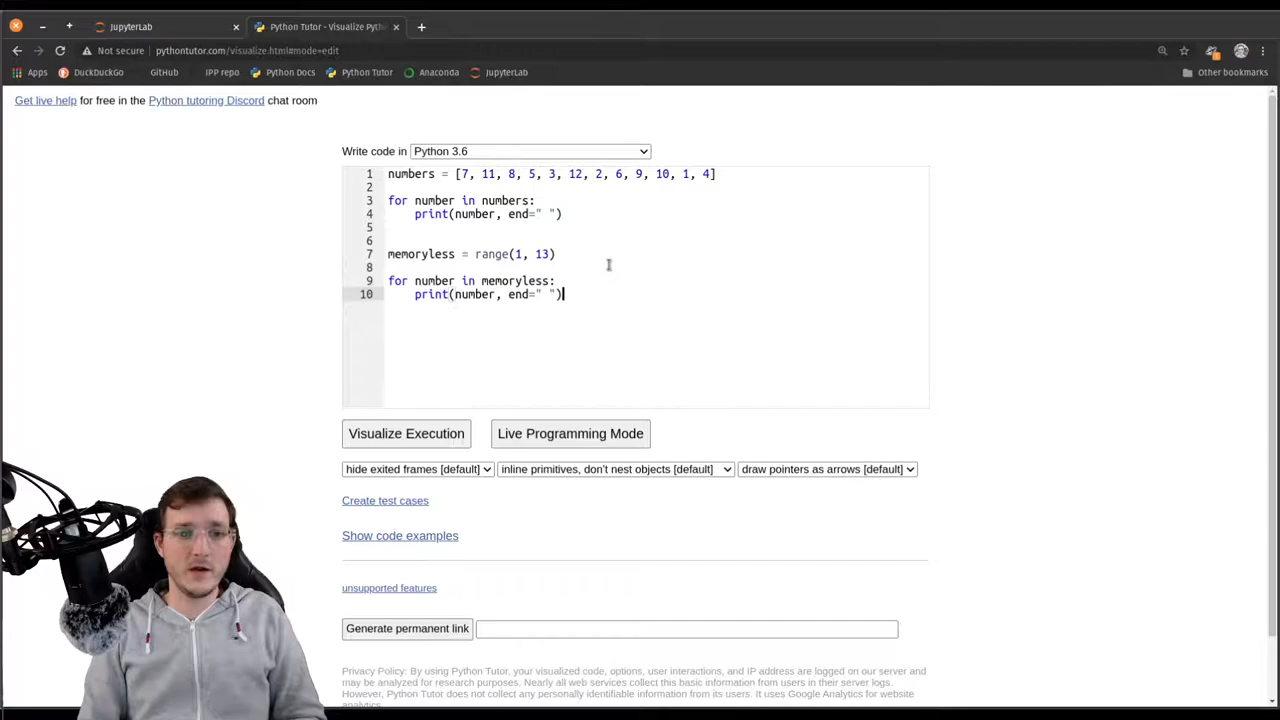 JupyterLab
Python Tutor - Visualize Pyth
Not secure
pythontutor.com/visualize.html#mode=edit
Apps
DuckDuckGo
GitHub
IPP repo
Python Docs
Python Tutor
Anaconda
JupyterLab
Other bookmarks
Get live help for free in the Python tutoring Discord chat room
Write code in Python 3.6
1 numbers = [7, 11, 8, 5, 3, 12, 2, 6, 9, 10, 1, 4]
2
3 for number in numbers:
4     print(number, end=" ")
5
6
7 memoryless = range(1, 13)
8
9 for number in memoryless:
10     print(number, end=" ")
Visualize Execution
Live Programming Mode
hide exited frames [default]
inline primitives, don't nest objects [default]
draw pointers as arrows [default]
Create test cases
Show code examples
unsupported features
Generate permanent link
Privacy Policy: By using Python Tutor, your visualized code, options, user interactions, and IP address are logged on our server and
may be analyzed for research purposes. Nearly all web services collect this basic information from users in their server logs.
However, Python Tutor does not collect any personally identifiable information from its users. It uses Google Analytics for website
analytics.